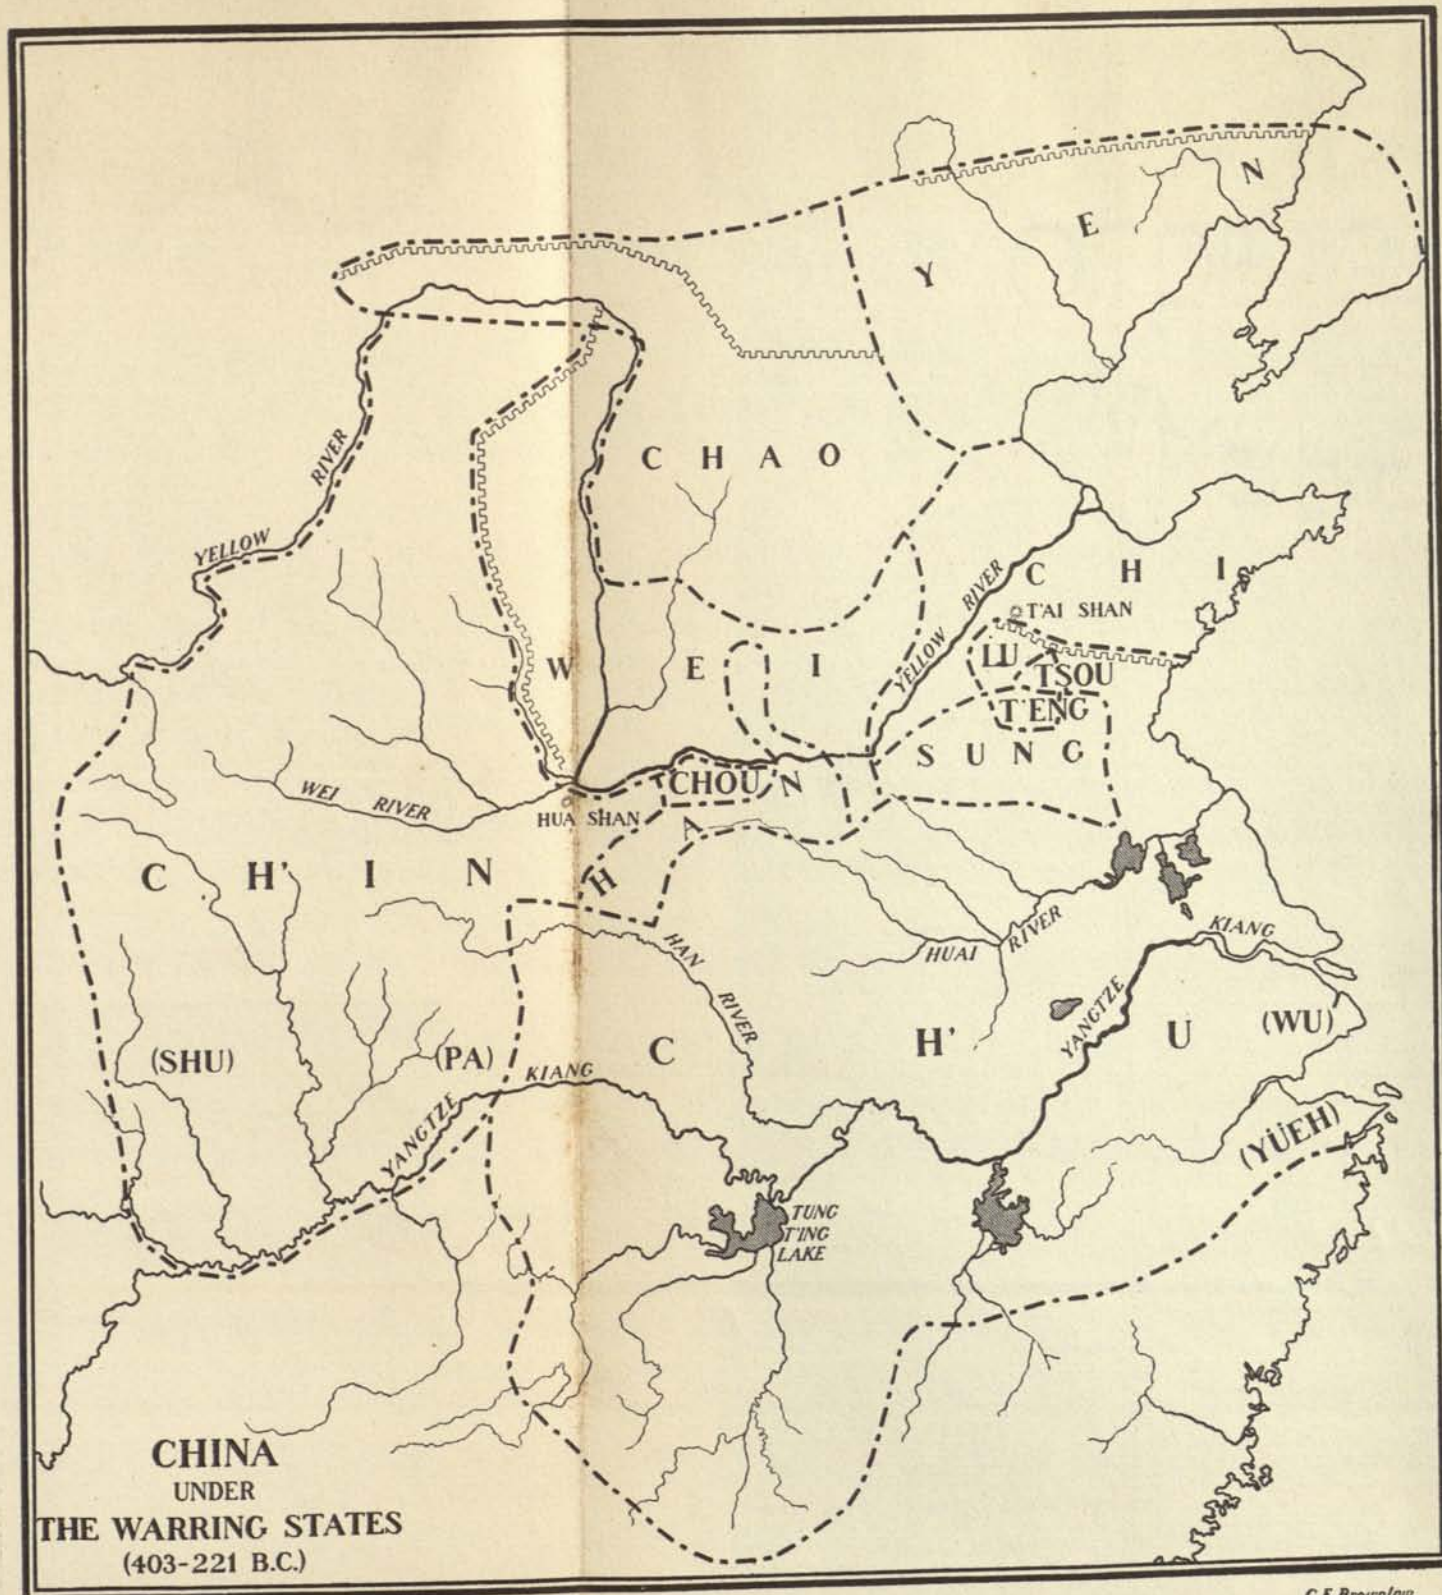 Y E N
C H A O
YELLOW RIVER
YELLOW RIVER
C H I
T'AI SHAN
LU
TSOU
T'ENG
SUNG
W E I
CHOU
H A N
WEI RIVER
HUA SHAN
C H' I N
HAN RIVER
HUAI RIVER
KIANG
YANGTZE
C H' U
(WU)
(SHU)
(PA)
KIANG
YANGTZE
(YÜEH)
TUNG
T'ING
LAKE
CHINA
UNDER
THE WARRING STATES
(403-221 B.C.)